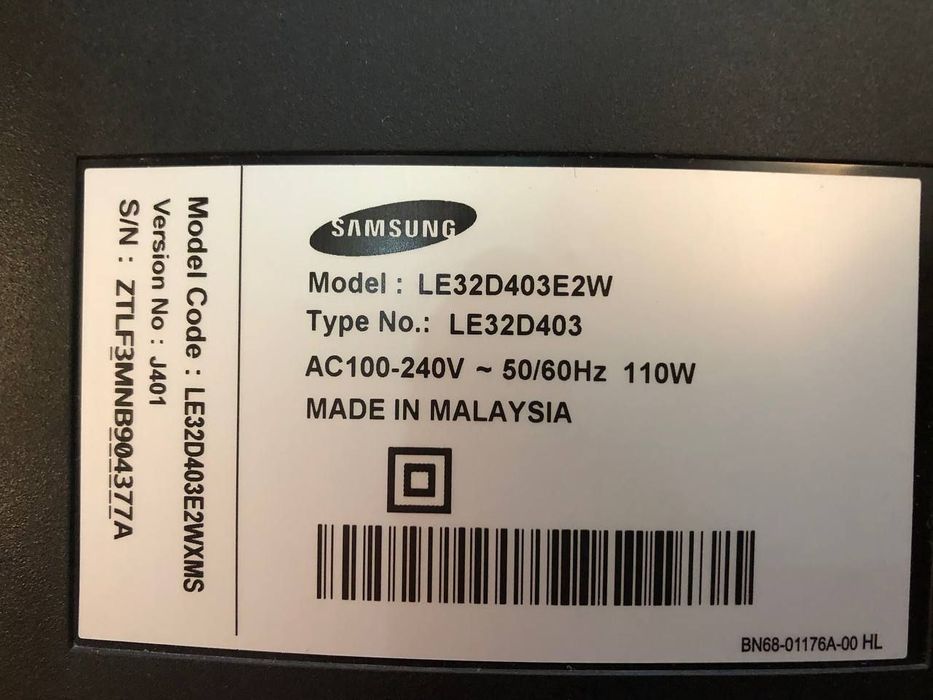 SAMSUNG
Model : LE32D403E2W
Type No.: LE32D403
AC100-240V ~ 50/60Hz 110W
MADE IN MALAYSIA
BN68-01176A-00 HL
Model Code : LE32D403E2WXMS
Version No : J401
S/N : ZTLF3MNB904377A